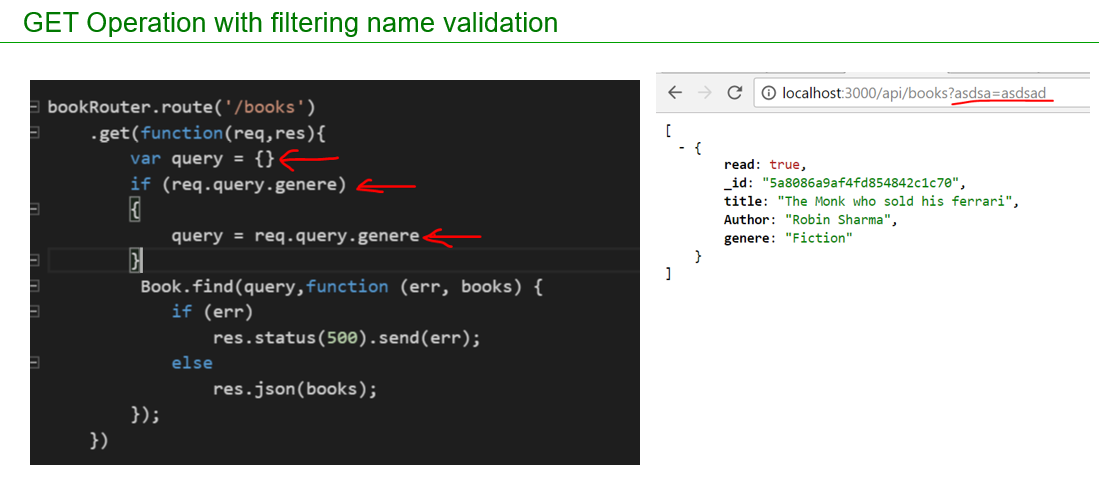 GET Operation with filtering name validation
bookRouter.route('/books')
.get(function(req,res){
var query = {}
if (req.query.genere)
{
query = req.query.genere
}
Book.find(query,function (err, books) {
if (err)
res.status(500).send(err);
else
res.json(books);
});
})
localhost:3000/api/books?asdsa=asdsad
[
- {
read: true,
_id: "5a8086a9af4fd854842c1c70",
title: "The Monk who sold his ferrari",
Author: "Robin Sharma",
genere: "Fiction"
}
]